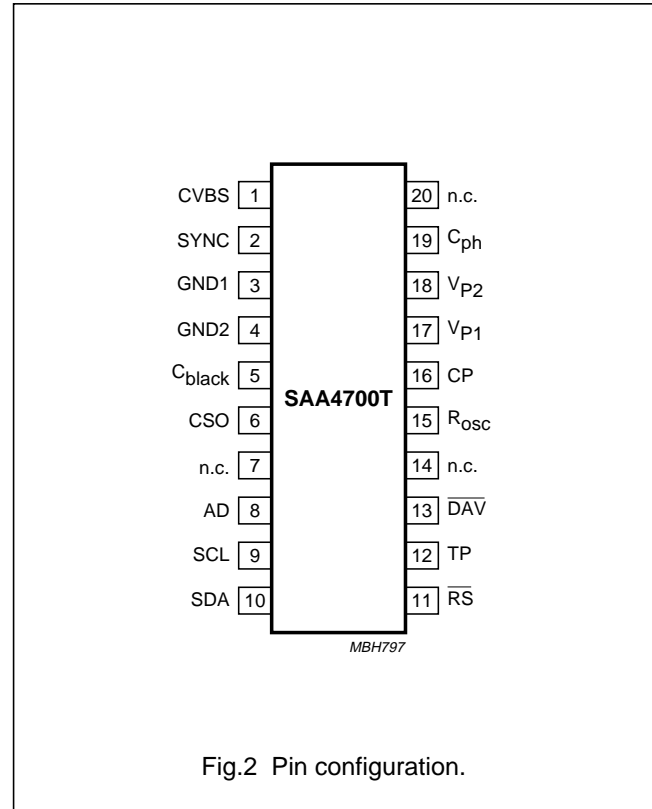 CVBS 1 20 n.c.
SYNC 2 19 Cph
GND1 3 18 VP2
GND2 4 17 VP1
Cblack 5 16 CP
SAA4700T
CSO 6 15 Rosc
n.c. 7 14 n.c.
AD 8 13 D̅A̅V̅
SCL 9 12 TP
SDA 10 11 R̅S̅
MBH797
Fig.2 Pin configuration.